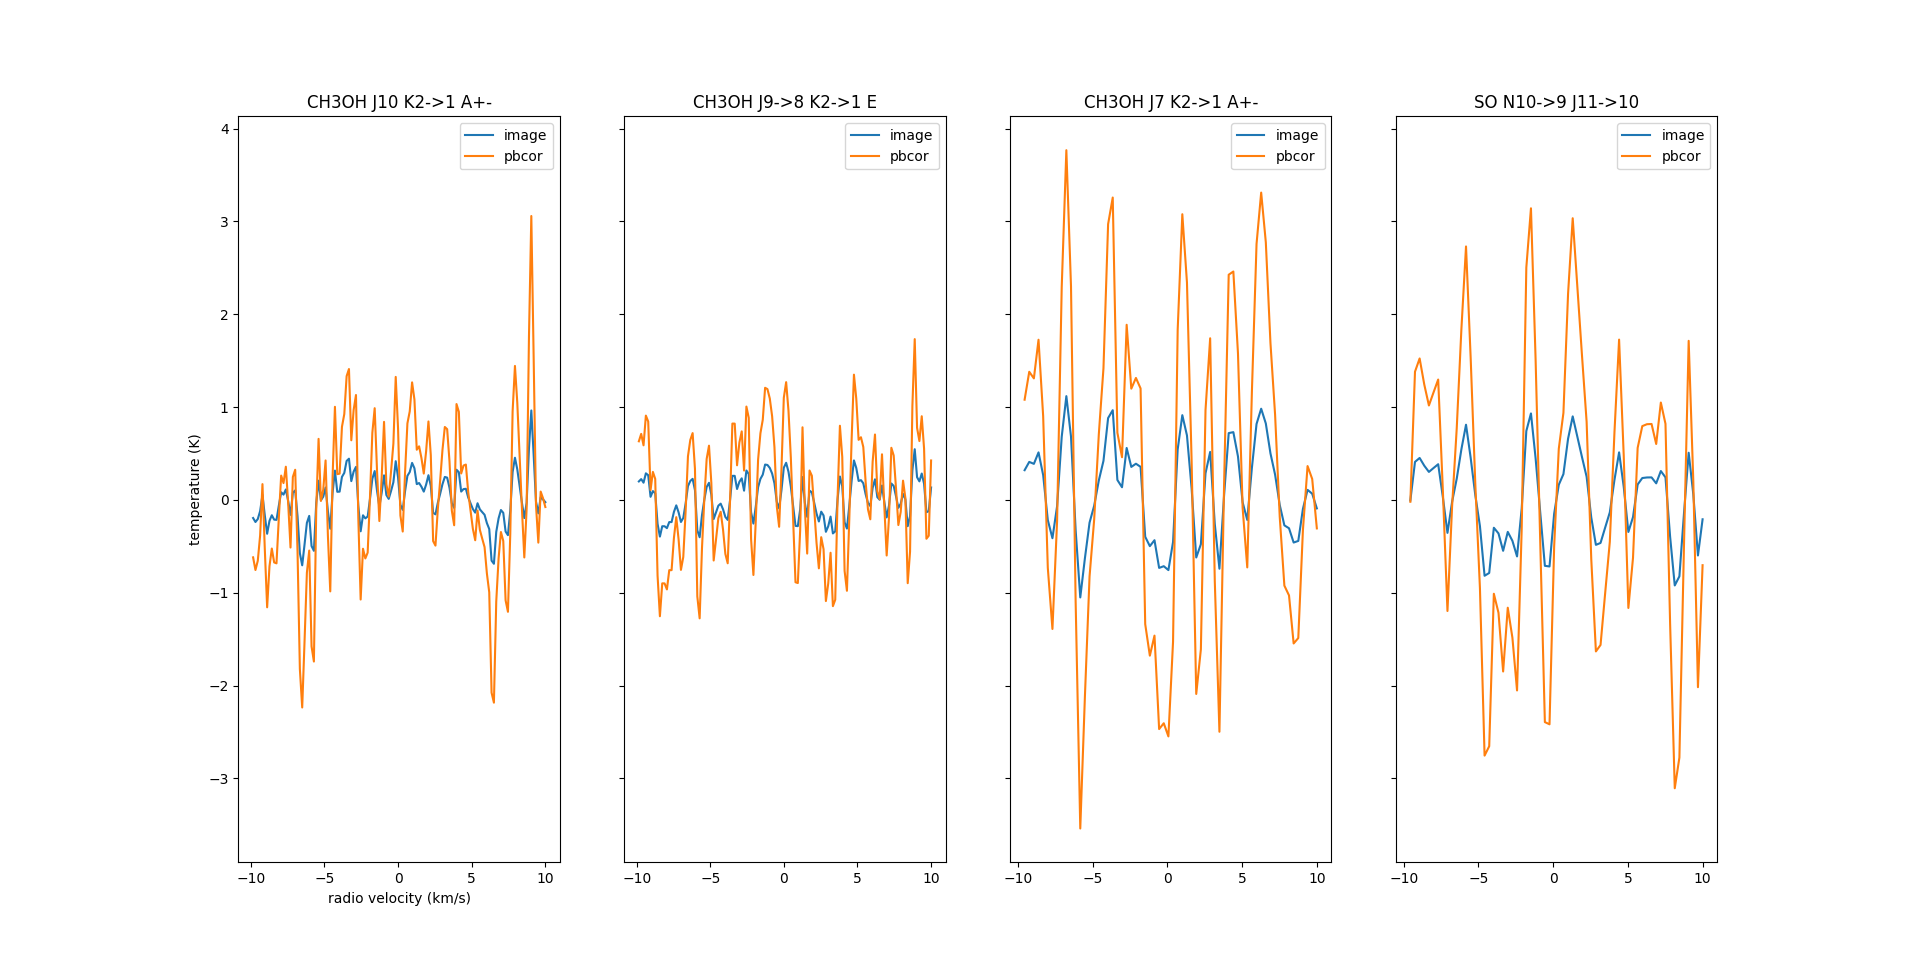 CH3OH J10 K2->1 A+-
image
pbcor
4
3
2
1
0
−1
−2
−3
temperature (K)
−10
−5
0
5
10
radio velocity (km/s)
CH3OH J9->8 K2->1 E
image
pbcor
−10
−5
0
5
10
CH3OH J7 K2->1 A+-
image
pbcor
−10
−5
0
5
10
SO N10->9 J11->10
image
pbcor
−10
−5
0
5
10